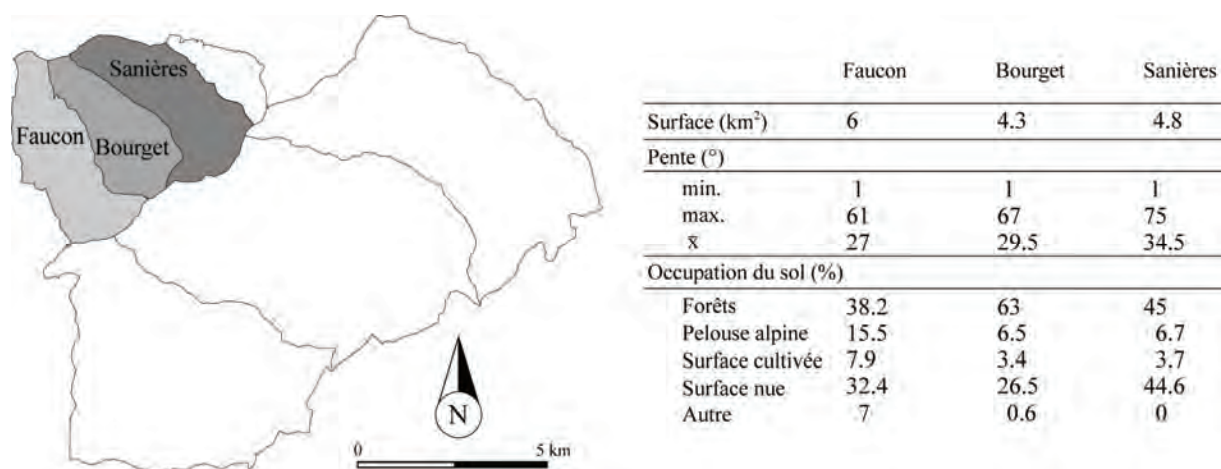 Sanières
Faucon
Bourget
N
0 5 km
Faucon Bourget Sanières
Surface (km²) 6 4.3 4.8
Pente (°)
min. 1 1 1
max. 61 67 75
x̄ 27 29.5 34.5
Occupation du sol (%)
Forêts 38.2 63 45
Pelouse alpine 15.5 6.5 6.7
Surface cultivée 7.9 3.4 3.7
Surface nue 32.4 26.5 44.6
Autre 7 0.6 0